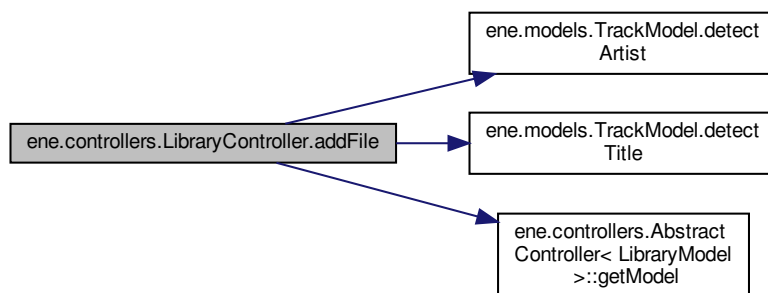 ene.models.TrackModel.detect
Artist
ene.controllers.LibraryController.addFile
ene.models.TrackModel.detect
Title
ene.controllers.Abstract
Controller< LibraryModel
>::getModel